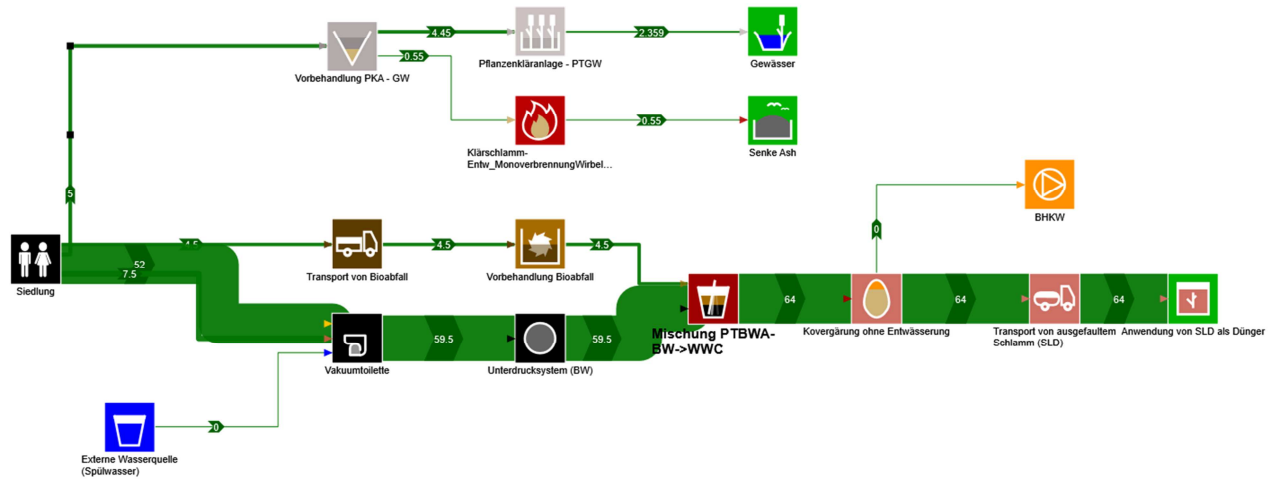 4.45
2.359
0.55
Vorbehandlung PKA - GW
Pflanzenkläranlage - PTGW
Gewässer
0.55
Klärschlamm-
Entw_MonoverbrennungWirbel...
Senke Ash
5
BHKW
0
4.5
4.5
4.5
52
7.5
Siedlung
Transport von Bioabfall
Vorbehandlung Bioabfall
64
64
64
Mischung PTBWA-
BW->WWC
Kovergärung ohne Entwässerung
Transport von ausgefaultem
Schlamm (SLD)
Anwendung von SLD als Dünger
59.5
59.5
Vakuumtoilette
Unterdrucksystem (BW)
0
Externe Wasserquelle
(Spülwasser)